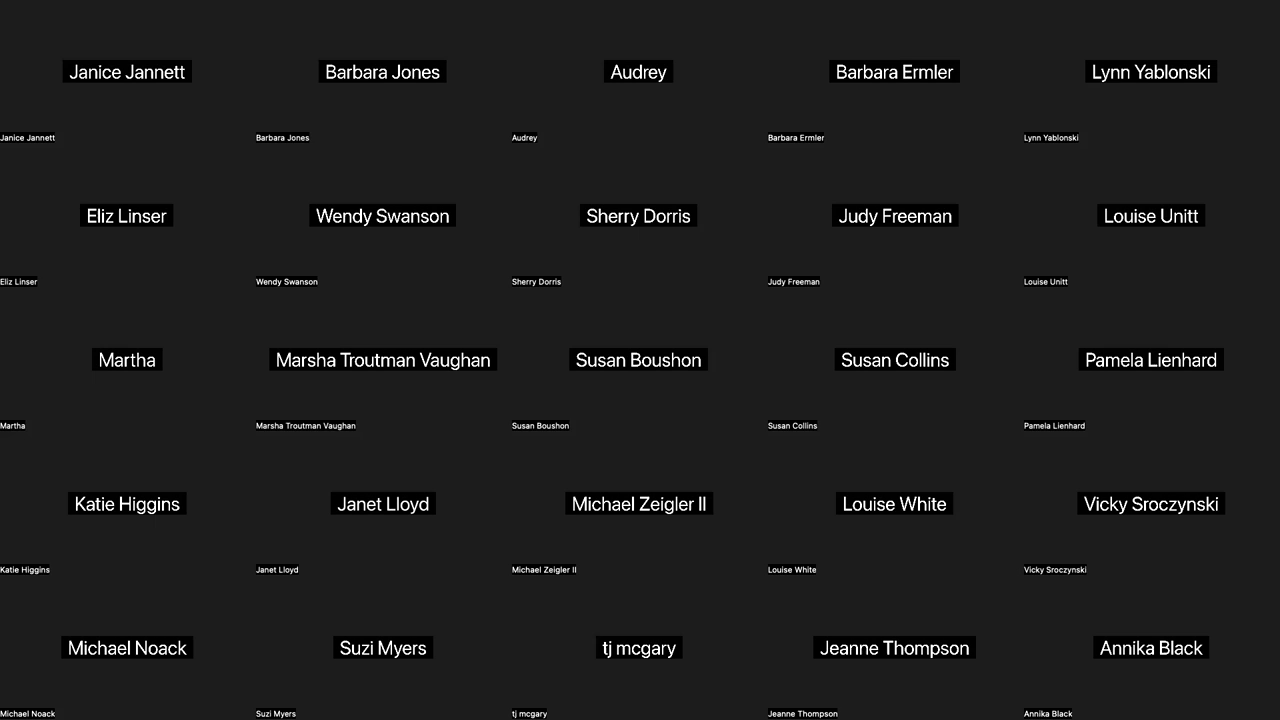 Janice Jannett
Barbara Jones
Audrey
Barbara Ermler
Lynn Yablonski
Janice Jannett
Barbara Jones
Audrey
Barbara Ermler
Lynn Yablonski
Eliz Linser
Wendy Swanson
Sherry Dorris
Judy Freeman
Louise Unitt
Eliz Linser
Wendy Swanson
Sherry Dorris
Judy Freeman
Louise Unitt
Martha
Marsha Troutman Vaughan
Susan Boushon
Susan Collins
Pamela Lienhard
Martha
Marsha Troutman Vaughan
Susan Boushon
Susan Collins
Pamela Lienhard
Katie Higgins
Janet Lloyd
Michael Zeigler II
Louise White
Vicky Sroczynski
Katie Higgins
Janet Lloyd
Michael Zeigler II
Louise White
Vicky Sroczynski
Michael Noack
Suzi Myers
tj mcgary
Jeanne Thompson
Annika Black
Michael Noack
Suzi Myers
tj mcgary
Jeanne Thompson
Annika Black